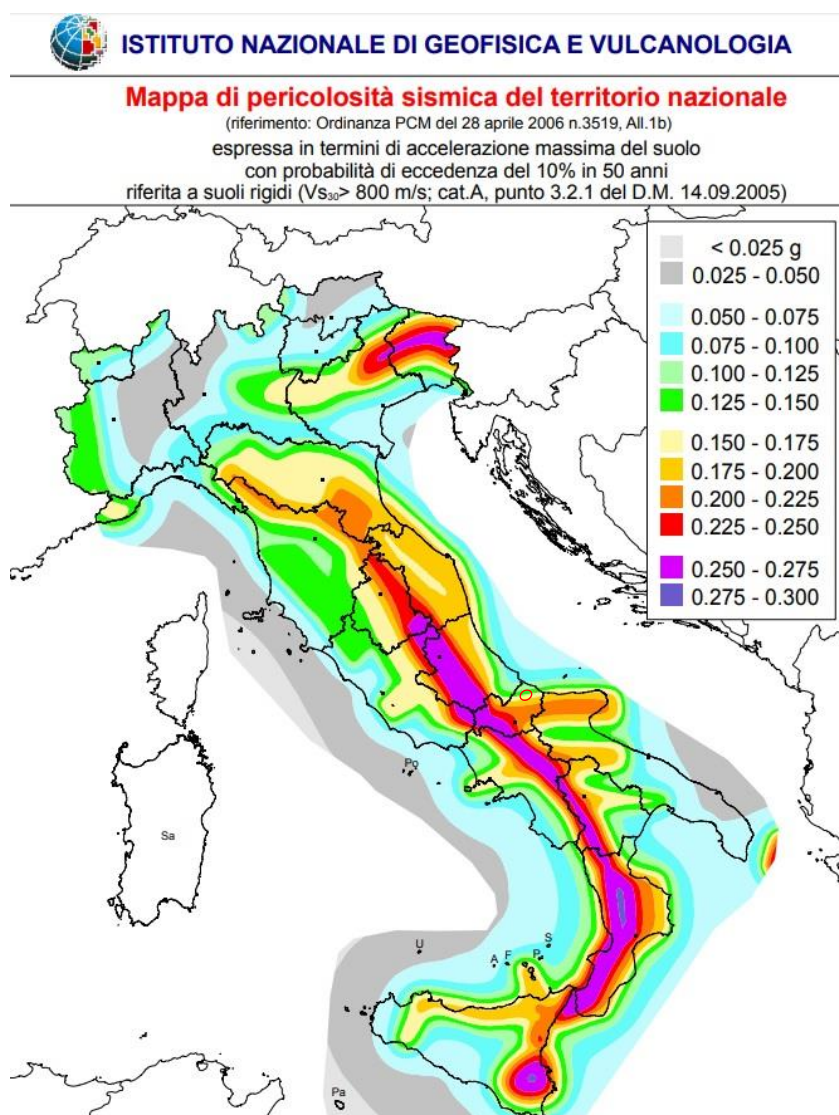 ISTITUTO NAZIONALE DI GEOFISICA E VULCANOLOGIA
Mappa di pericolosità sismica del territorio nazionale
(riferimento: Ordinanza PCM del 28 aprile 2006 n.3519, All.1b)
espressa in termini di accelerazione massima del suolo
con probabilità di eccedenza del 10% in 50 anni
riferita a suoli rigidi (Vs₃₀> 800 m/s; cat.A, punto 3.2.1 del D.M. 14.09.2005)
< 0.025 g
0.025 - 0.050
0.050 - 0.075
0.075 - 0.100
0.100 - 0.125
0.125 - 0.150
0.150 - 0.175
0.175 - 0.200
0.200 - 0.225
0.225 - 0.250
0.250 - 0.275
0.275 - 0.300
Sa
U
A
F
S
Pa